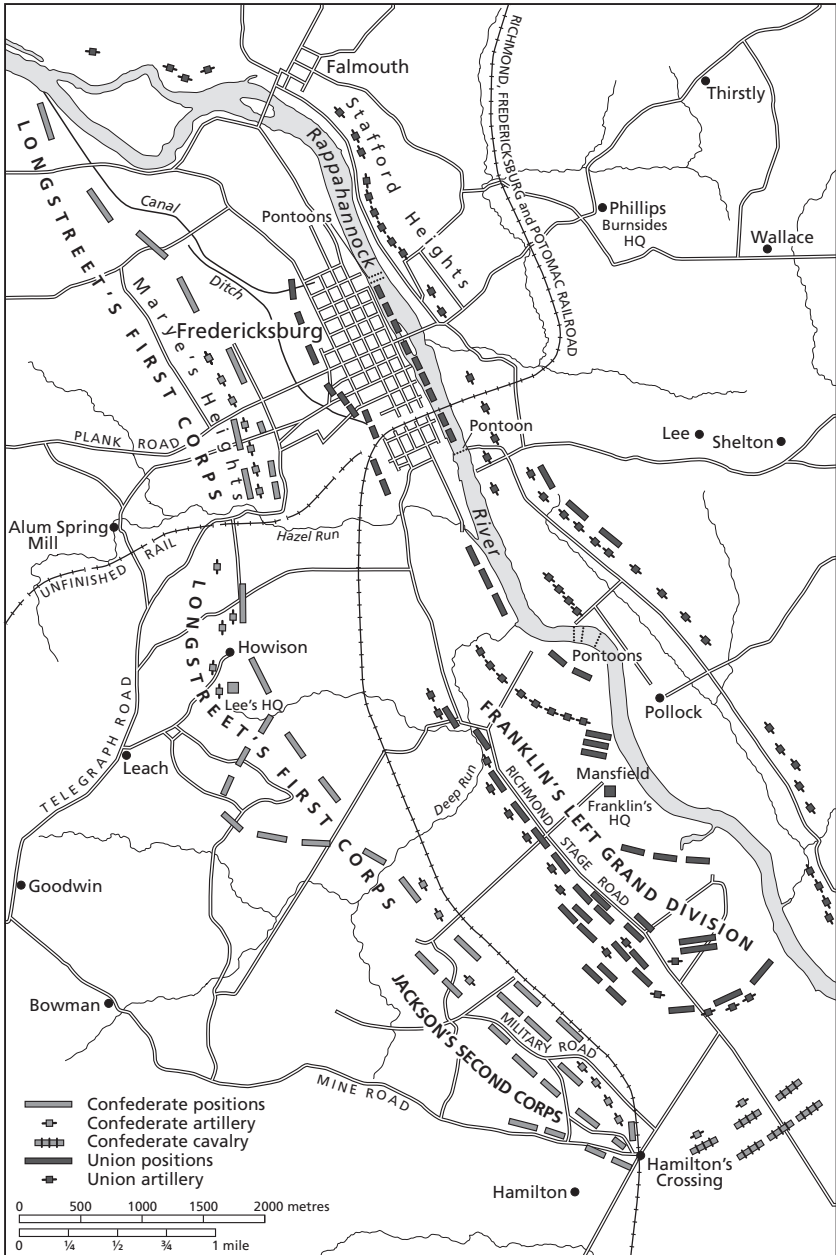 Falmouth
RICHMOND, FREDERICKSBURG and POTOMAC RAILROAD
Thirstly
Stafford Heights
Rappahannock
LONGSTREET'S FIRST CORPS
Canal
Pontoons
Phillips
Burnsides
HQ
Wallace
Ditch
Marye's Heights
Fredericksburg
PLANK ROAD
Pontoon
Lee
Shelton
Alum Spring
Mill
Hazel Run
River
UNFINISHED RAIL
LONGSTREET'S FIRST CORPS
Howison
Pontoons
Lee's HQ
Pollock
FRANKLIN'S LEFT GRAND DIVISION
TELEGRAPH ROAD
Leach
Deep Run
RICHMOND STAGE ROAD
Mansfield
Franklin's
HQ
Goodwin
Bowman
JACKSON'S SECOND CORPS
MILITARY ROAD
MINE ROAD
Hamilton's
Crossing
Hamilton
Confederate positions
Confederate artillery
Confederate cavalry
Union positions
Union artillery
0 500 1000 1500 2000 metres
0 ¼ ½ ¾ 1 mile